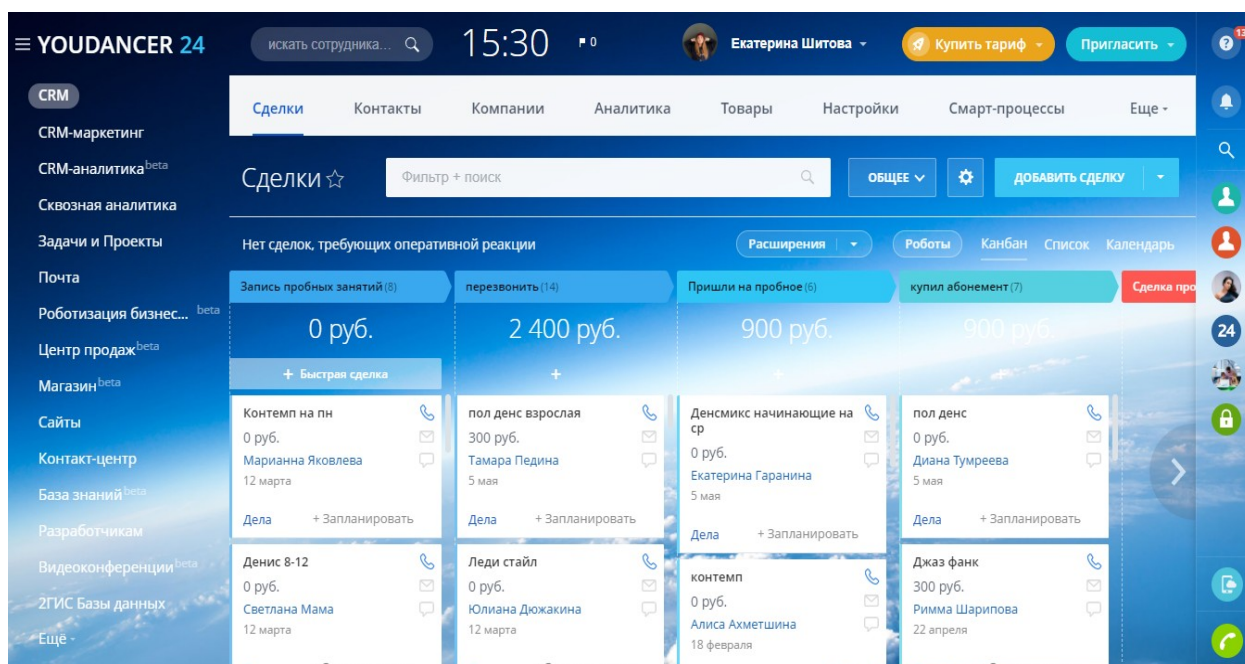 YOUDANCER 24
искать сотрудника...
15:30
0
Екатерина Шитова
Купить тариф
Пригласить
13
CRM
CRM-маркетинг
CRM-аналитика beta
Сквозная аналитика
Задачи и Проекты
Почта
Роботизация бизнес... beta
Центр продаж beta
Магазин beta
Сайты
Контакт-центр
База знаний beta
Разработчикам
Видеоконференции beta
2ГИС Базы данных
Ещё
Сделки
Контакты
Компании
Аналитика
Товары
Настройки
Смарт-процессы
Еще
Сделки
Фильтр + поиск
ОБЩЕЕ
ДОБАВИТЬ СДЕЛКУ
Нет сделок, требующих оперативной реакции
Расширения
Роботы
Канбан
Список
Календарь
Запись пробных занятий (8)
0 руб.
+ Быстрая сделка
Контемп на пн
0 руб.
Марианна Яковлева
12 марта
Дела
+ Запланировать
Денис 8-12
0 руб.
Светлана Мама
12 марта
перезвонить (14)
2 400 руб.
+
пол денс взрослая
300 руб.
Тамара Педина
5 мая
Дела
+ Запланировать
Леди стайл
0 руб.
Юлиана Дюжакина
12 марта
Пришли на пробное (6)
900 руб.
+
Денсмикс начинающие на
ср
0 руб.
Екатерина Гаранина
5 мая
Дела
+ Запланировать
контемп
0 руб.
Алиса Ахметшина
18 февраля
купил абонемент (7)
900 руб.
+
пол денс
0 руб.
Диана Тумреева
5 мая
Дела
+ Запланировать
Джаз фанк
300 руб.
Римма Шарипова
22 апреля
Сделка про
24